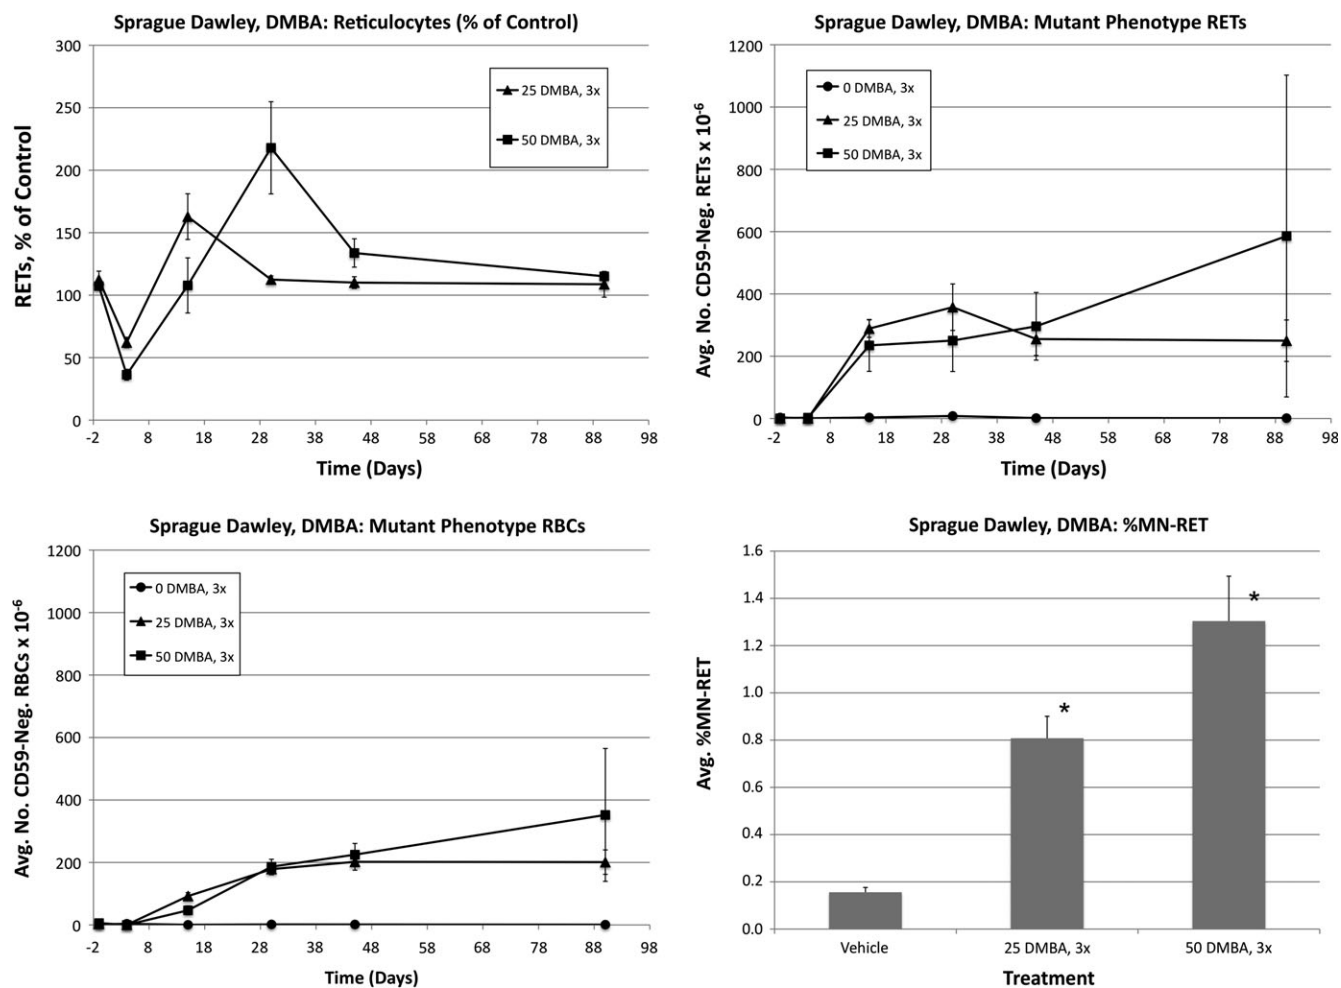 Sprague Dawley, DMBA: Reticulocytes (% of Control)
RETs, % of Control
300
250
200
150
100
50
0
25 DMBA, 3x
50 DMBA, 3x
-2 8 18 28 38 48 58 68 78 88 98
Time (Days)
Sprague Dawley, DMBA: Mutant Phenotype RETs
Avg. No. CD59-Neg. RETs x 10⁻⁶
1200
1000
800
600
400
200
0
0 DMBA, 3x
25 DMBA, 3x
50 DMBA, 3x
-2 8 18 28 38 48 58 68 78 88 98
Time (Days)
Sprague Dawley, DMBA: Mutant Phenotype RBCs
Avg. No. CD59-Neg. RBCs x 10⁻⁶
1200
1000
800
600
400
200
0
0 DMBA, 3x
25 DMBA, 3x
50 DMBA, 3x
-2 8 18 28 38 48 58 68 78 88 98
Time (Days)
Sprague Dawley, DMBA: %MN-RET
Avg. %MN-RET
1.6
1.4
1.2
1.0
0.8
0.6
0.4
0.2
0.0
*
*
Vehicle 25 DMBA, 3x 50 DMBA, 3x
Treatment